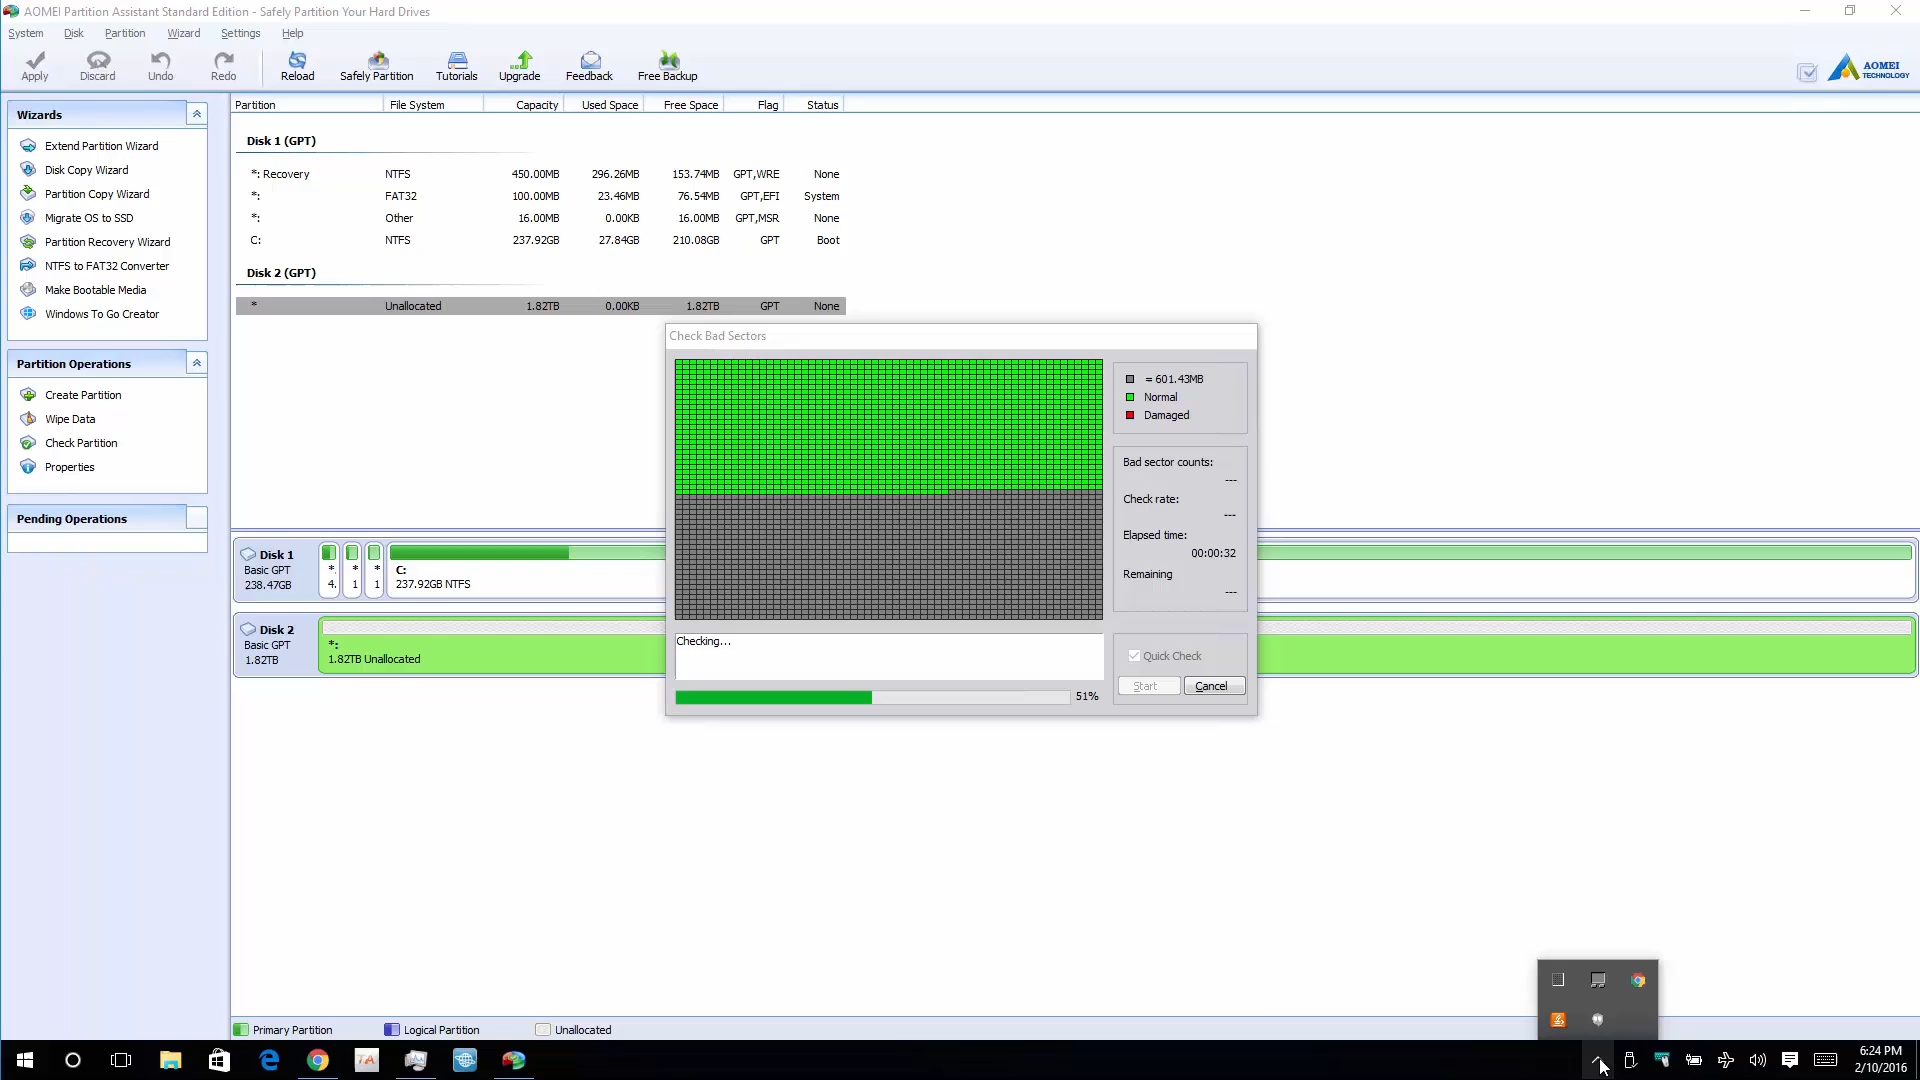 AOMEI Partition Assistant Standard Edition - Safely Partition Your Hard Drives
System Disk Partition Wizard Settings Help
Apply Discard Undo Redo Reload Safely Partition Tutorials Upgrade Feedback Free Backup
AOMEI
TECHNOLOGY
Wizards
Extend Partition Wizard
Disk Copy Wizard
Partition Copy Wizard
Migrate OS to SSD
Partition Recovery Wizard
NTFS to FAT32 Converter
Make Bootable Media
Windows To Go Creator
Partition Operations
Create Partition
Wipe Data
Check Partition
Properties
Pending Operations
Partition File System Capacity Used Space Free Space Flag Status
Disk 1 (GPT)
*: Recovery NTFS 450.00MB 296.26MB 153.74MB GPT,WRE None
*: FAT32 100.00MB 23.46MB 76.54MB GPT,EFI System
*: Other 16.00MB 0.00KB 16.00MB GPT,MSR None
C: NTFS 237.92GB 27.84GB 210.08GB GPT Boot
Disk 2 (GPT)
* Unallocated 1.82TB 0.00KB 1.82TB GPT None
Check Bad Sectors
= 601.43MB
Normal
Damaged
Bad sector counts:
---
Check rate:
---
Elapsed time:
00:00:32
Remaining
---
Checking...
51%
Quick Check
Start Cancel
Disk 1
Basic GPT
238.47GB
*
4.
*
1
*
1
C:
237.92GB NTFS
Disk 2
Basic GPT
1.82TB
*:
1.82TB Unallocated
Primary Partition Logical Partition Unallocated
TA
6:24 PM
2/10/2016